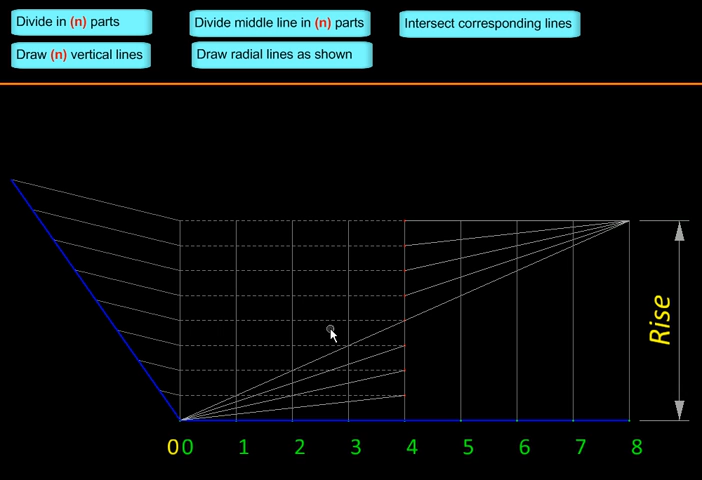 Divide in (n) parts
Divide middle line in (n) parts
Intersect corresponding lines
Draw (n) vertical lines
Draw radial lines as shown
Rise
0 0 1 2 3 4 5 6 7 8